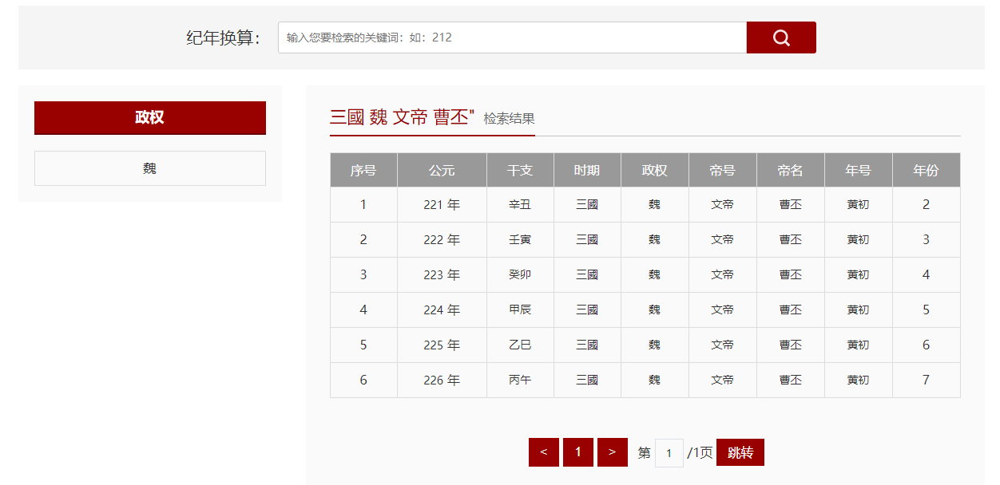 纪年换算： 输入您要检索的关键词：如：212
政权
魏
三國 魏 文帝 曹丕" 检索结果
序号 公元 干支 时期 政权 帝号 帝名 年号 年份
1 221 年 辛丑 三國 魏 文帝 曹丕 黄初 2
2 222 年 壬寅 三國 魏 文帝 曹丕 黄初 3
3 223 年 癸卯 三國 魏 文帝 曹丕 黄初 4
4 224 年 甲辰 三國 魏 文帝 曹丕 黄初 5
5 225 年 乙巳 三國 魏 文帝 曹丕 黄初 6
6 226 年 丙午 三國 魏 文帝 曹丕 黄初 7
< 1 > 第 1 /1页 跳转